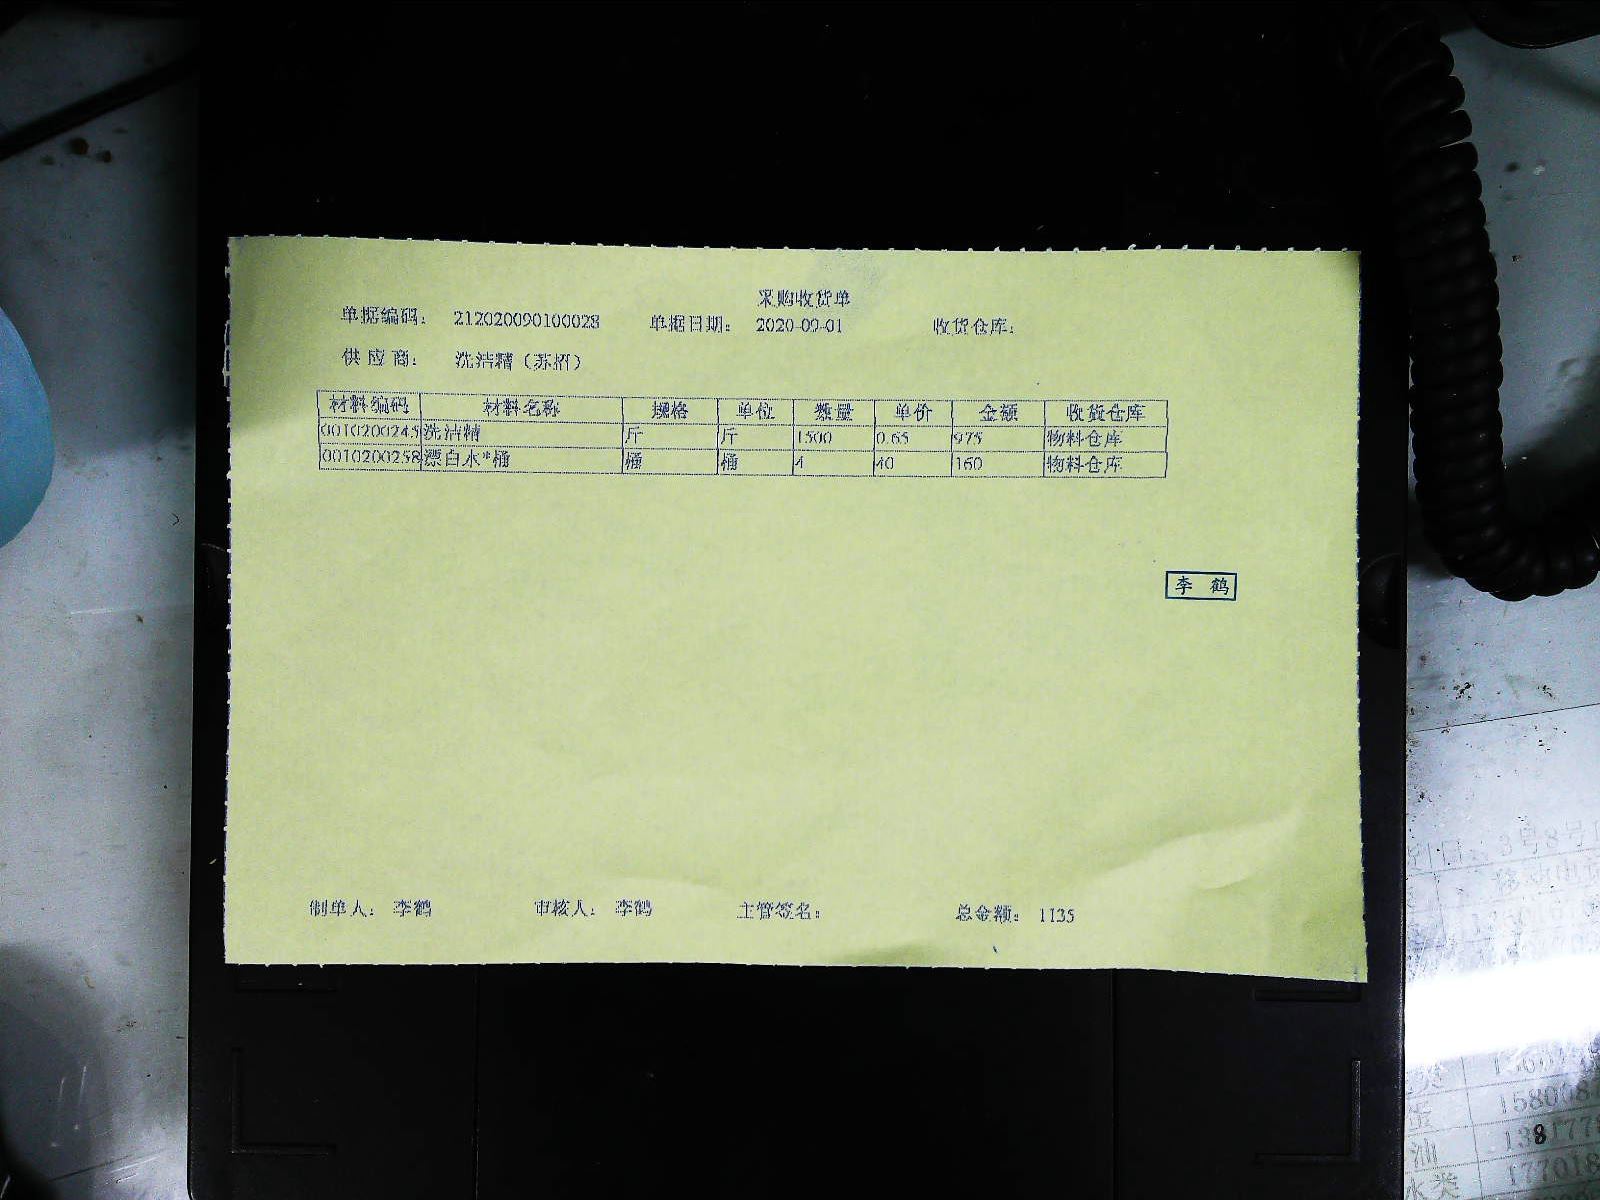 采购收货单
单据编码： 212020090100028 单据日期： 2020-09-01 收货仓库：
供应商： 洗洁精（苏招）
材料编码 材料名称 规格 单位 数量 单价 金额 收货仓库
0010200245 洗洁精 斤 斤 1500 0.65 975 物料仓库
0010200258 漂白水*桶 桶 桶 4 40 160 物料仓库
李鹤
制单人： 李鹤 审核人： 李鹤 主管签名： 总金额： 1135